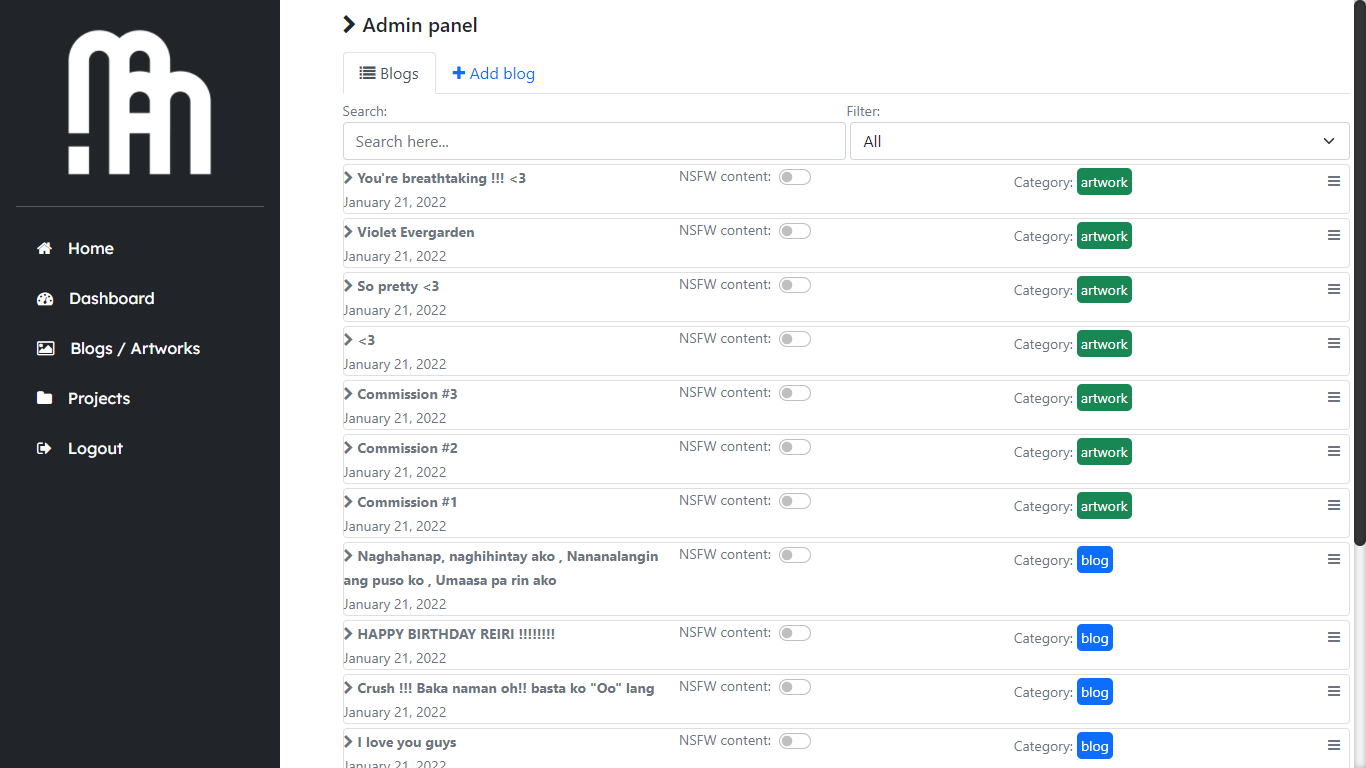 Admin panel
Blogs
Add blog
Home
Dashboard
Blogs / Artworks
Projects
Logout
Search:
Filter:
Search here...
All
You're breathtaking !!! <3
NSFW content:
Category: artwork
January 21, 2022
Violet Evergarden
NSFW content:
Category: artwork
January 21, 2022
So pretty <3
NSFW content:
Category: artwork
January 21, 2022
<3
NSFW content:
Category: artwork
January 21, 2022
Commission #3
NSFW content:
Category: artwork
January 21, 2022
Commission #2
NSFW content:
Category: artwork
January 21, 2022
Commission #1
NSFW content:
Category: artwork
January 21, 2022
Naghahanap, naghihintay ako , Nananalangin
ang puso ko , Umaasa pa rin ako
NSFW content:
Category: blog
January 21, 2022
HAPPY BIRTHDAY REIRI !!!!!!!!
NSFW content:
Category: blog
January 21, 2022
Crush !!! Baka naman oh!! basta ko "Oo" lang
NSFW content:
Category: blog
January 21, 2022
I love you guys
NSFW content:
Category: blog
January 21, 2022